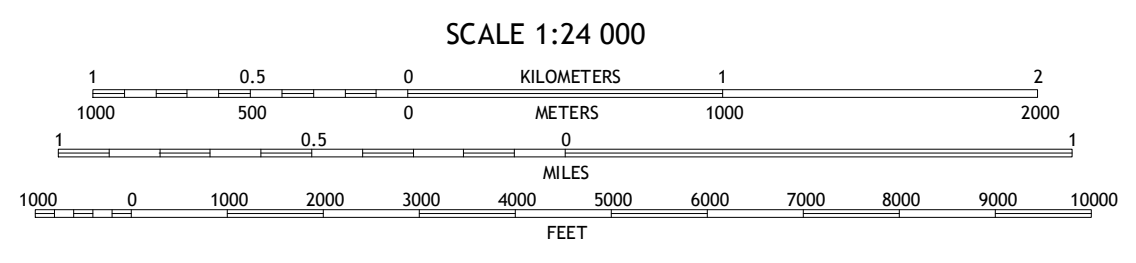 SCALE 1:24 000
1 0.5 0 KILOMETERS 1 2
1000 500 0 METERS 1000 2000
1 0.5 0 1
MILES
1000 0 1000 2000 3000 4000 5000 6000 7000 8000 9000 10000
FEET